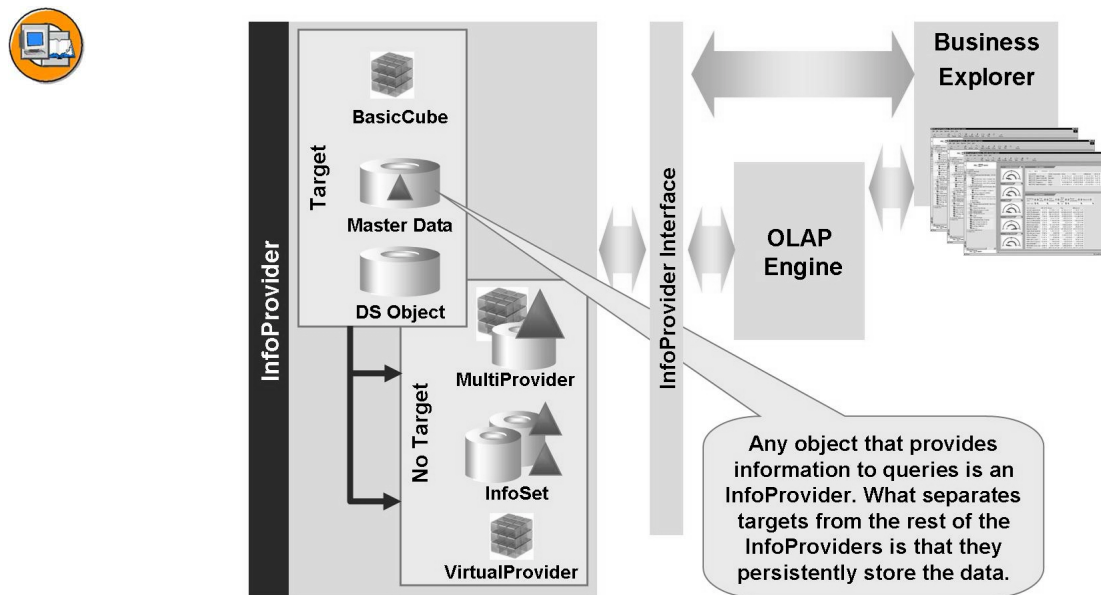 InfoProvider
Target
BasicCube
Master Data
DS Object
No Target
MultiProvider
InfoSet
VirtualProvider
InfoProvider Interface
OLAP
Engine
Business
Explorer
Any object that provides
information to queries is an
InfoProvider. What separates
targets from the rest of the
InfoProviders is that they
persistently store the data.